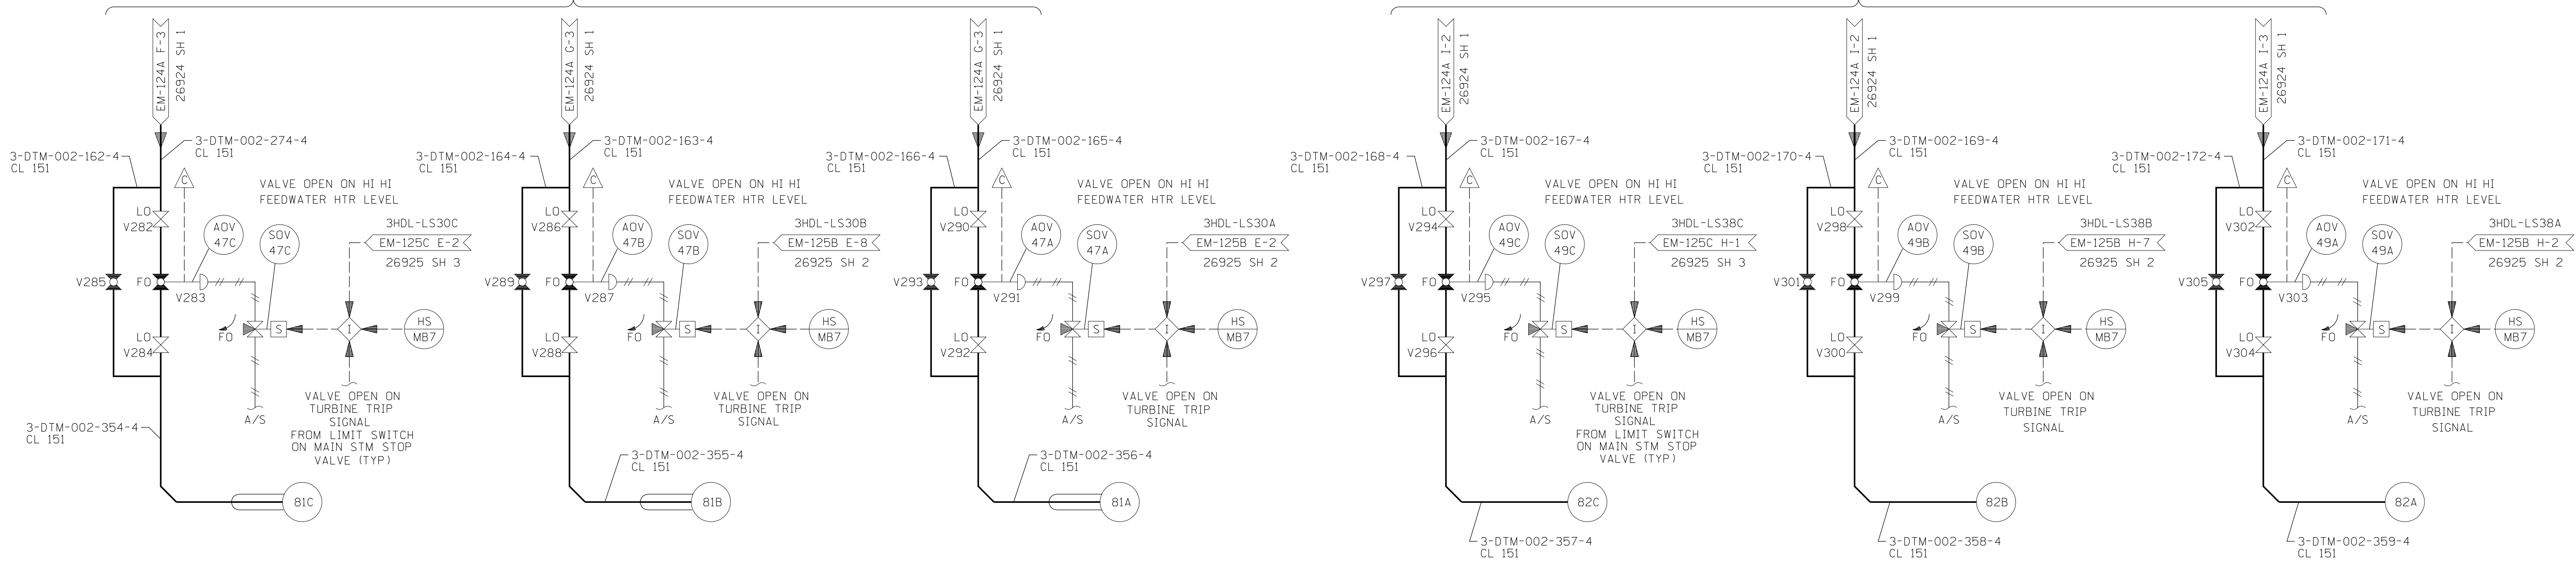 EM-124A F-3
26924 SH 1
3-DTM-002-274-4
CL 151
3-DTM-002-162-4
CL 151
C
VALVE OPEN ON HI HI
FEEDWATER HTR LEVEL
LO
V282
AOV
47C
SOV
47C
3HDL-LS30C
EM-125C E-2
26925 SH 3
V285
FO
V283
FO
S
I
HS
MB7
LO
V284
A/S
VALVE OPEN ON
TURBINE TRIP
SIGNAL
FROM LIMIT SWITCH
ON MAIN STM STOP
VALVE (TYP)
3-DTM-002-354-4
CL 151
81C
EM-124A G-3
26924 SH 1
3-DTM-002-163-4
CL 151
3-DTM-002-164-4
CL 151
C
VALVE OPEN ON HI HI
FEEDWATER HTR LEVEL
LO
V286
AOV
47B
SOV
47B
3HDL-LS30B
EM-125B E-8
26925 SH 2
V289
FO
V287
FO
S
I
HS
MB7
LO
V288
A/S
VALVE OPEN ON
TURBINE TRIP
SIGNAL
3-DTM-002-355-4
CL 151
81B
EM-124A G-3
26924 SH 1
3-DTM-002-165-4
CL 151
3-DTM-002-166-4
CL 151
C
VALVE OPEN ON HI HI
FEEDWATER HTR LEVEL
LO
V290
AOV
47A
SOV
47A
3HDL-LS30A
EM-125B E-2
26925 SH 2
V293
FO
V291
FO
S
I
HS
MB7
LO
V292
A/S
VALVE OPEN ON
TURBINE TRIP
SIGNAL
3-DTM-002-356-4
CL 151
81A
EM-124A I-2
26924 SH 1
3-DTM-002-167-4
CL 151
3-DTM-002-168-4
CL 151
C
VALVE OPEN ON HI HI
FEEDWATER HTR LEVEL
LO
V294
AOV
49C
SOV
49C
3HDL-LS38C
EM-125C H-1
26925 SH 3
V297
FO
V295
FO
S
I
HS
MB7
LO
V296
A/S
VALVE OPEN ON
TURBINE TRIP
SIGNAL
FROM LIMIT SWITCH
ON MAIN STM STOP
VALVE (TYP)
82C
3-DTM-002-357-4
CL 151
EM-124A I-2
26924 SH 1
3-DTM-002-169-4
CL 151
3-DTM-002-170-4
CL 151
C
VALVE OPEN ON HI HI
FEEDWATER HTR LEVEL
LO
V298
AOV
49B
SOV
49B
3HDL-LS38B
EM-125B H-7
26925 SH 2
V301
FO
V299
FO
S
I
HS
MB7
LO
V300
A/S
VALVE OPEN ON
TURBINE TRIP
SIGNAL
82B
3-DTM-002-358-4
CL 151
EM-124A I-3
26924 SH 1
3-DTM-002-171-4
CL 151
3-DTM-002-172-4
CL 151
C
VALVE OPEN ON HI HI
FEEDWATER HTR LEVEL
LO
V302
AOV
49A
SOV
49A
3HDL-LS38A
EM-125B H-2
26925 SH 2
V305
FO
V303
FO
S
I
HS
MB7
LO
V304
A/S
VALVE OPEN ON
TURBINE TRIP
SIGNAL
82A
3-DTM-002-359-4
CL 151